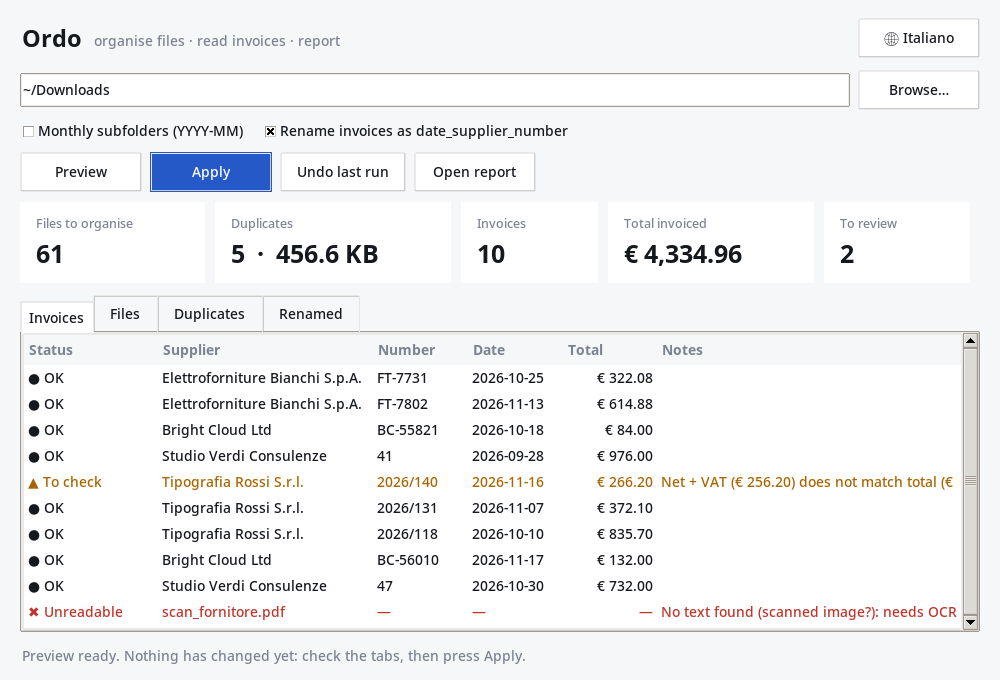 Ordo organise files · read invoices · report
Italiano
~/Downloads
Browse...
Monthly subfolders (YYYY-MM) Rename invoices as date_supplier_number
Preview Apply Undo last run Open report
Files to organise Duplicates Invoices Total invoiced To review
61 5 · 456.6 KB 10 € 4,334.96 2
Invoices Files Duplicates Renamed
Status Supplier Number Date Total Notes
OK Elettroforniture Bianchi S.p.A. FT-7731 2026-10-25 € 322.08
OK Elettroforniture Bianchi S.p.A. FT-7802 2026-11-13 € 614.88
OK Bright Cloud Ltd BC-55821 2026-10-18 € 84.00
OK Studio Verdi Consulenze 41 2026-09-28 € 976.00
To check Tipografia Rossi S.r.l. 2026/140 2026-11-16 € 266.20 Net + VAT (€ 256.20) does not match total (€
OK Tipografia Rossi S.r.l. 2026/131 2026-11-07 € 372.10
OK Tipografia Rossi S.r.l. 2026/118 2026-10-10 € 835.70
OK Bright Cloud Ltd BC-56010 2026-11-17 € 132.00
OK Studio Verdi Consulenze 47 2026-10-30 € 732.00
Unreadable scan_fornitore.pdf — — — No text found (scanned image?): needs OCR
Preview ready. Nothing has changed yet: check the tabs, then press Apply.